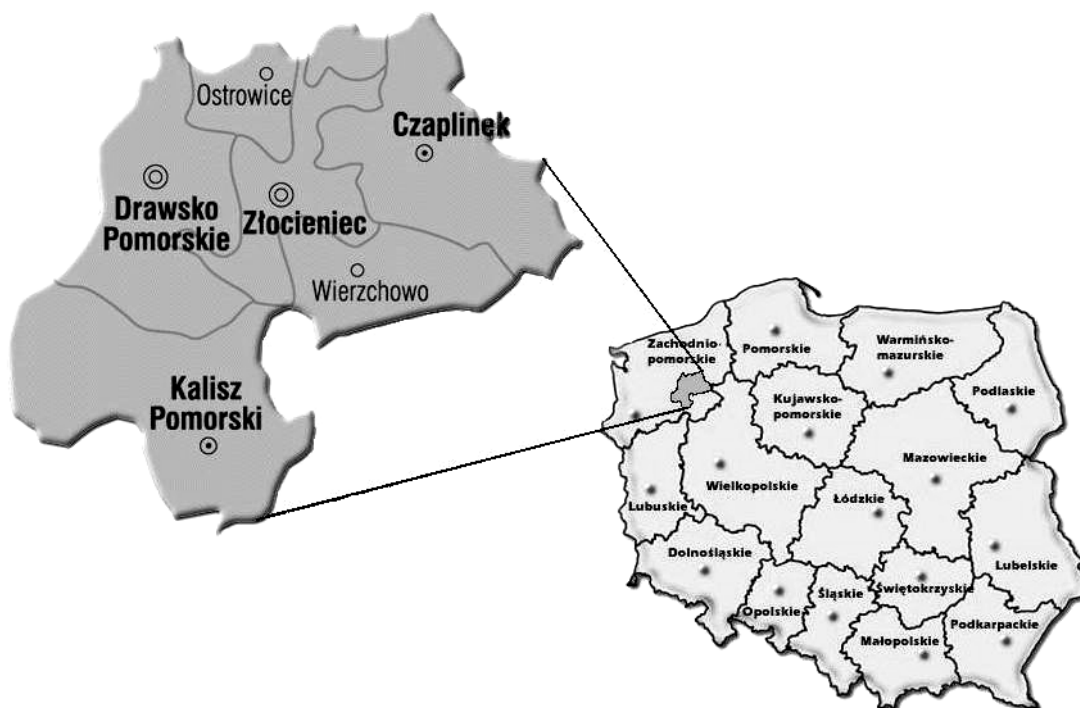 Ostrowice
Czaplinek
Drawsko
Pomorskie
Złocieniec
Wierzchowo
Kalisz
Pomorski
Zachodnio-
pomorskie
Pomorskie
Warmińsko-
mazurskie
Podlaskie
Kujawsko-
pomorskie
Mazowieckie
Wielkopolskie
Łódzkie
Lubuskie
Dolnośląskie
Lubelskie
Opolskie
Śląskie
Świętokrzyskie
Podkarpackie
Małopolskie